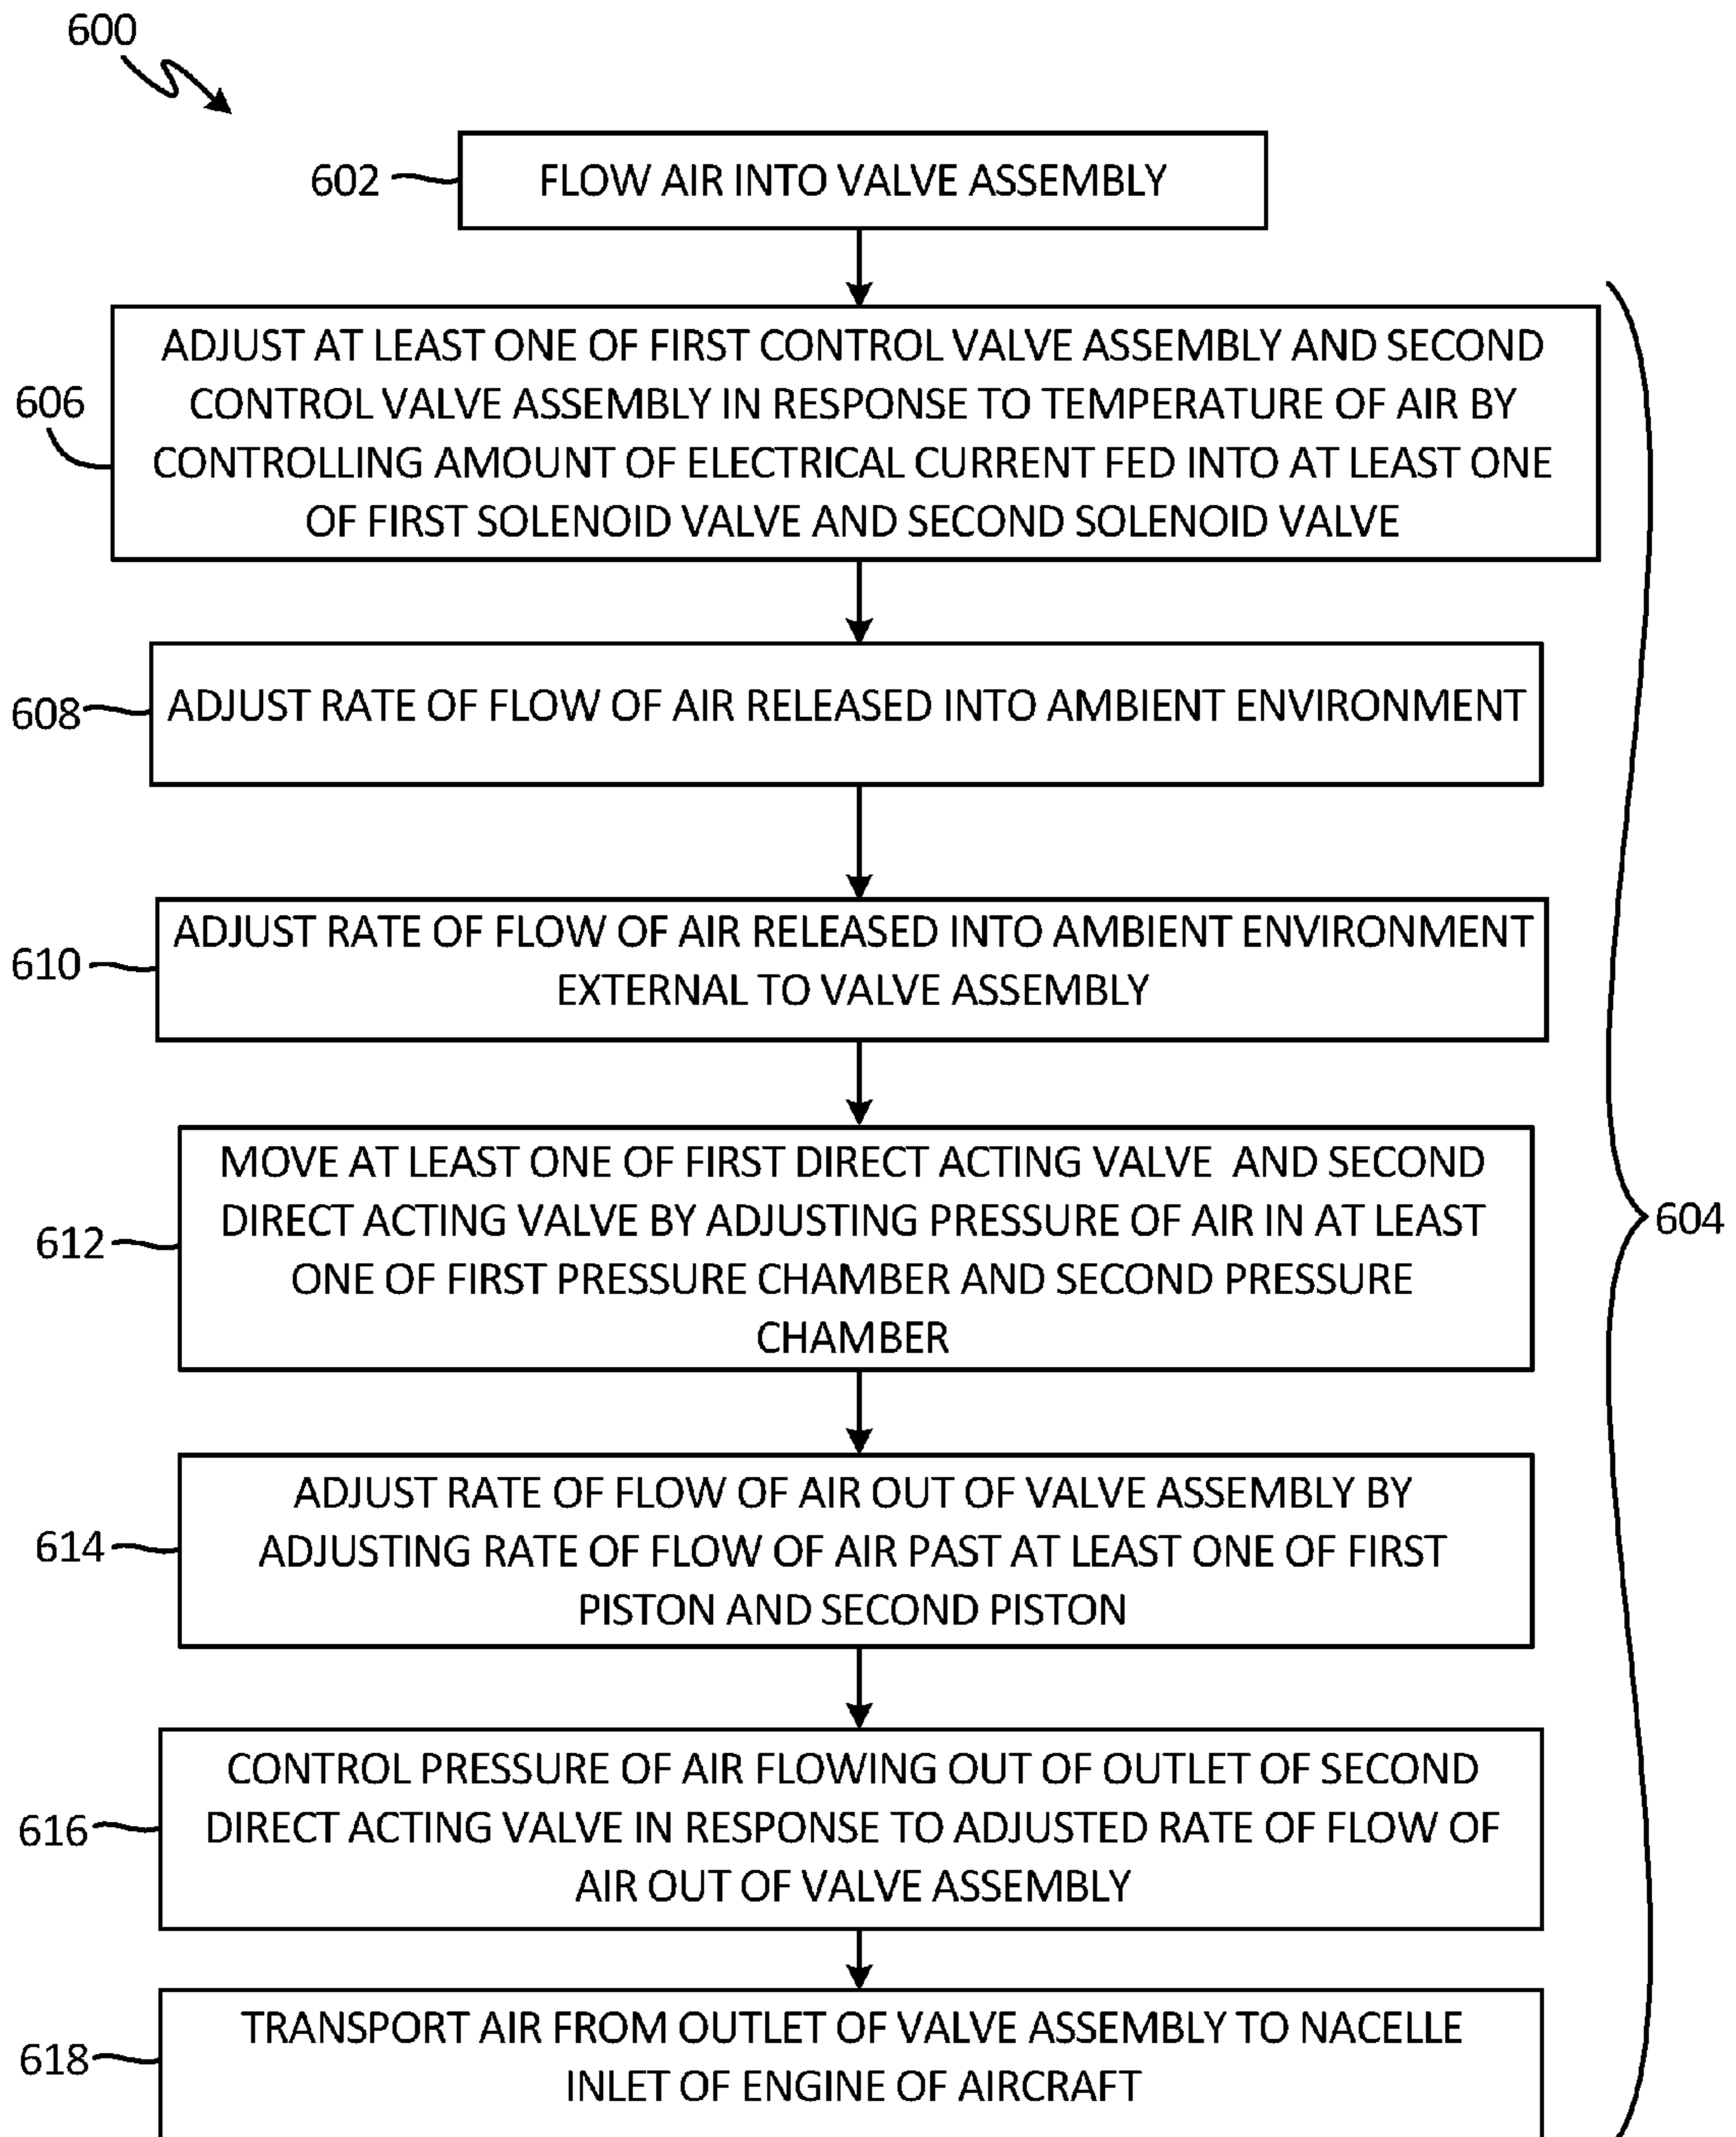 600
602
FLOW AIR INTO VALVE ASSEMBLY
606
ADJUST AT LEAST ONE OF FIRST CONTROL VALVE ASSEMBLY AND SECOND
CONTROL VALVE ASSEMBLY IN RESPONSE TO TEMPERATURE OF AIR BY
CONTROLLING AMOUNT OF ELECTRICAL CURRENT FED INTO AT LEAST ONE
OF FIRST SOLENOID VALVE AND SECOND SOLENOID VALVE
608
ADJUST RATE OF FLOW OF AIR RELEASED INTO AMBIENT ENVIRONMENT
610
ADJUST RATE OF FLOW OF AIR RELEASED INTO AMBIENT ENVIRONMENT
EXTERNAL TO VALVE ASSEMBLY
612
MOVE AT LEAST ONE OF FIRST DIRECT ACTING VALVE AND SECOND
DIRECT ACTING VALVE BY ADJUSTING PRESSURE OF AIR IN AT LEAST
ONE OF FIRST PRESSURE CHAMBER AND SECOND PRESSURE
CHAMBER
604
614
ADJUST RATE OF FLOW OF AIR OUT OF VALVE ASSEMBLY BY
ADJUSTING RATE OF FLOW OF AIR PAST AT LEAST ONE OF FIRST
PISTON AND SECOND PISTON
616
CONTROL PRESSURE OF AIR FLOWING OUT OF OUTLET OF SECOND
DIRECT ACTING VALVE IN RESPONSE TO ADJUSTED RATE OF FLOW OF
AIR OUT OF VALVE ASSEMBLY
618
TRANSPORT AIR FROM OUTLET OF VALVE ASSEMBLY TO NACELLE
INLET OF ENGINE OF AIRCRAFT